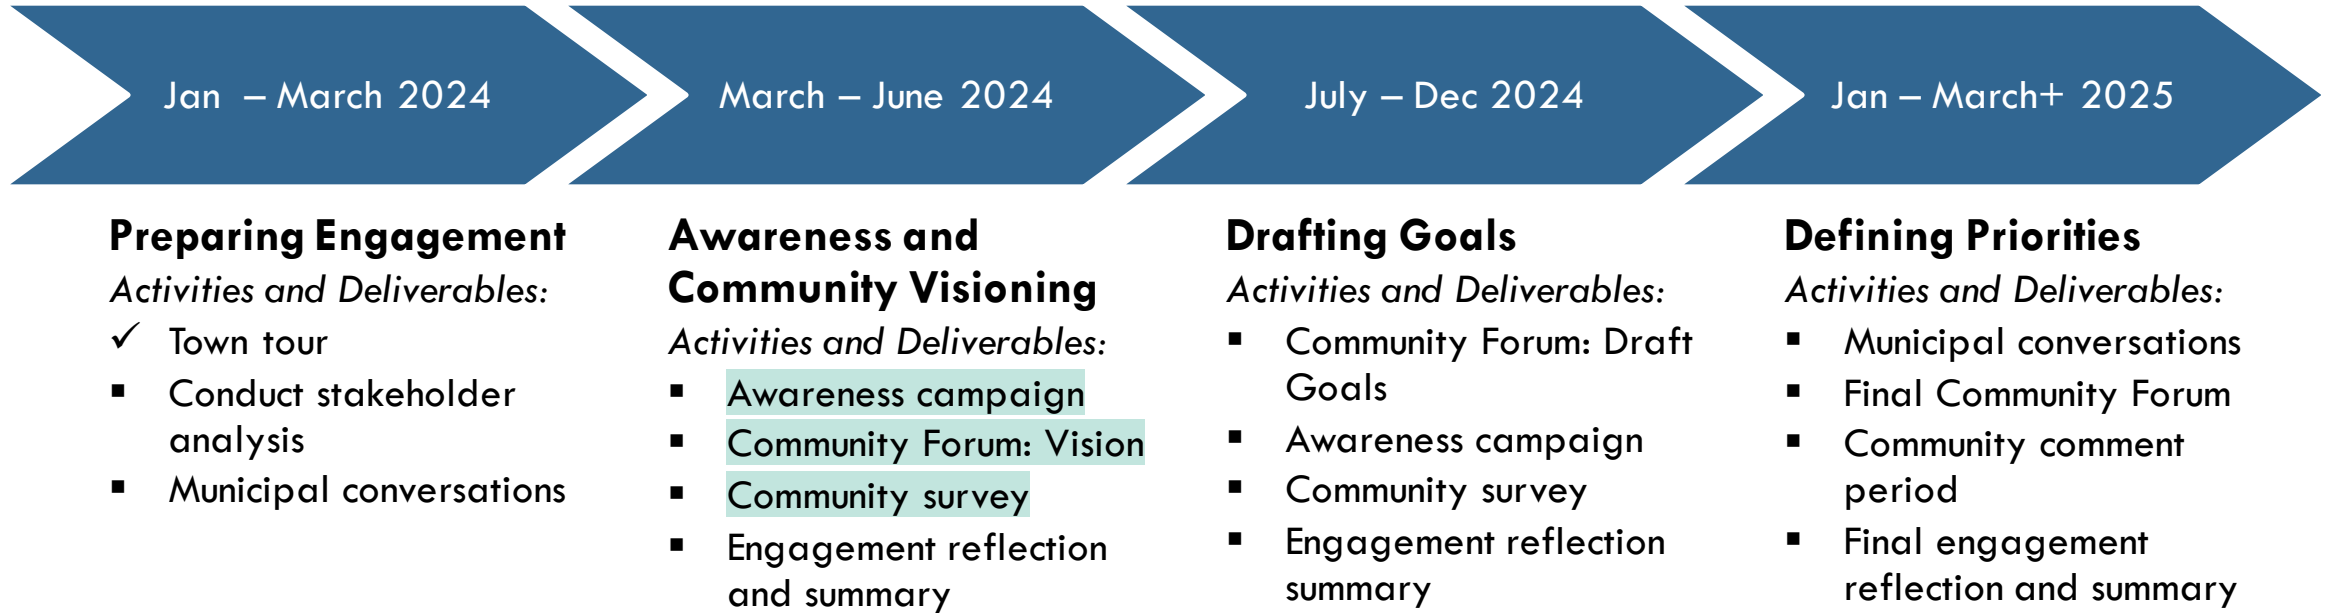 Jan – March 2024
March – June 2024
July – Dec 2024
Jan – March+ 2025
Preparing Engagement
Activities and Deliverables:
✓ Town tour
▪ Conduct stakeholder
analysis
▪ Municipal conversations
Awareness and
Community Visioning
Activities and Deliverables:
▪ Awareness campaign
▪ Community Forum: Vision
▪ Community survey
▪ Engagement reflection
and summary
Drafting Goals
Activities and Deliverables:
▪ Community Forum: Draft
Goals
▪ Awareness campaign
▪ Community survey
▪ Engagement reflection
summary
Defining Priorities
Activities and Deliverables:
▪ Municipal conversations
▪ Final Community Forum
▪ Community comment
period
▪ Final engagement
reflection and summary